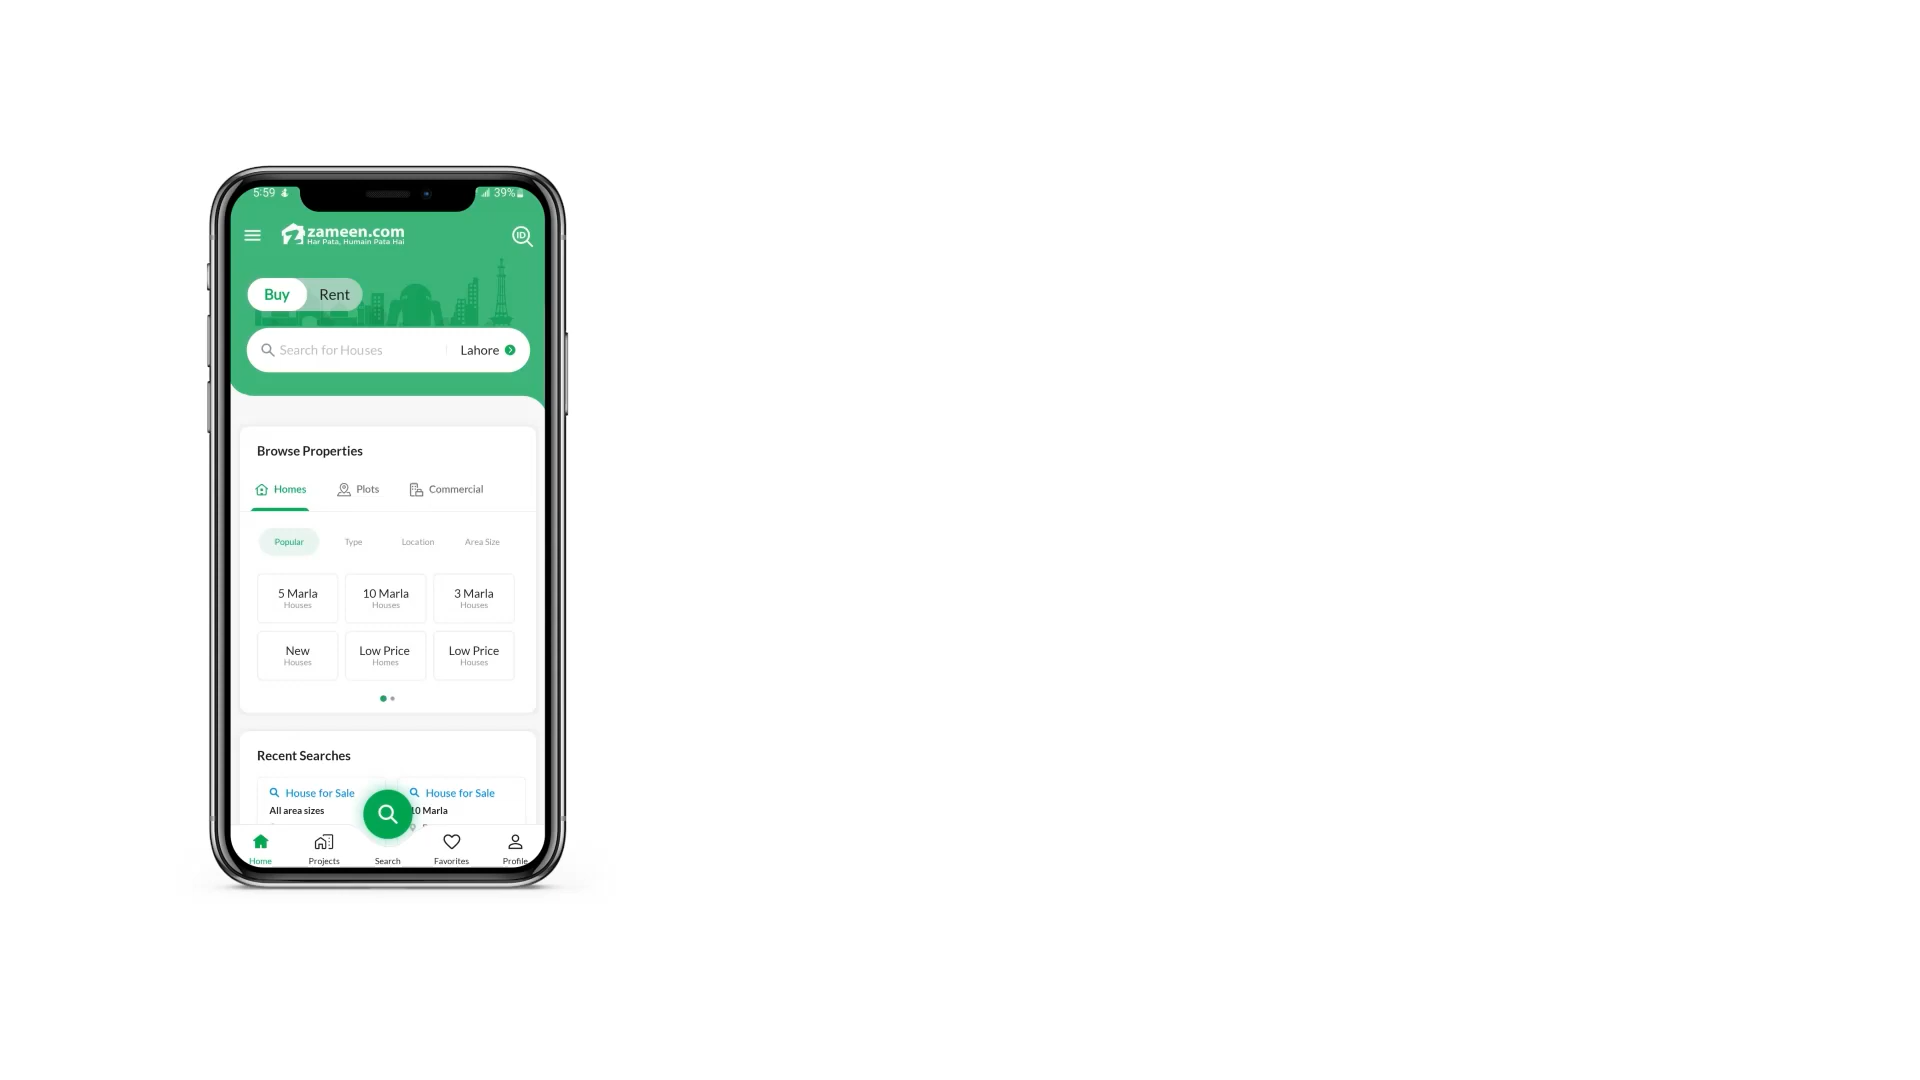 5:59
39%
zameen.com
Har Pata, Humain Pata Hai
ID
Buy Rent
Search for Houses Lahore
Browse Properties
Homes Plots Commercial
Popular Type Location Area Size
5 Marla 10 Marla 3 Marla
Houses Houses Houses
New Low Price Low Price
Houses Homes Houses
Recent Searches
House for Sale House for Sale
All area sizes 10 Marla
Home Projects Search Favorites Profile